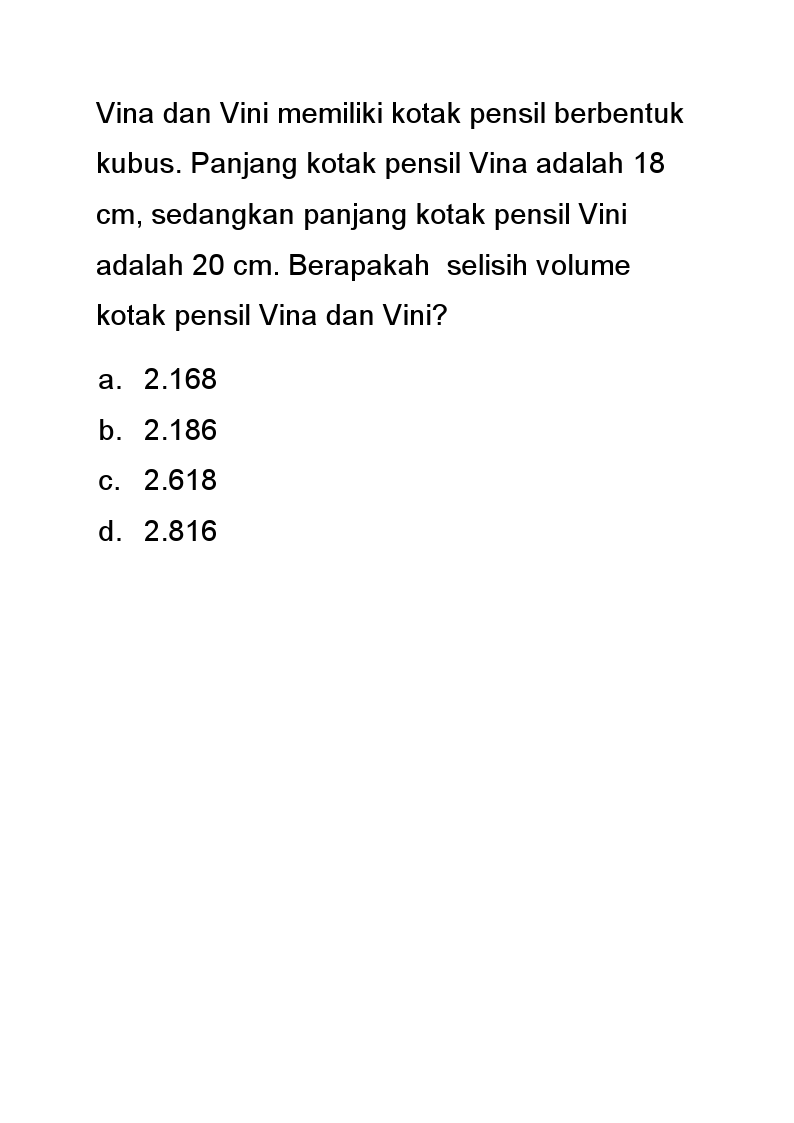 Vina dan Vini memiliki kotak pensil berbentuk
kubus. Panjang kotak pensil Vina adalah 18
cm, sedangkan panjang kotak pensil Vini
adalah 20 cm. Berapakah  selisih volume
kotak pensil Vina dan Vini?
a. 2.168
b. 2.186
c. 2.618
d. 2.816